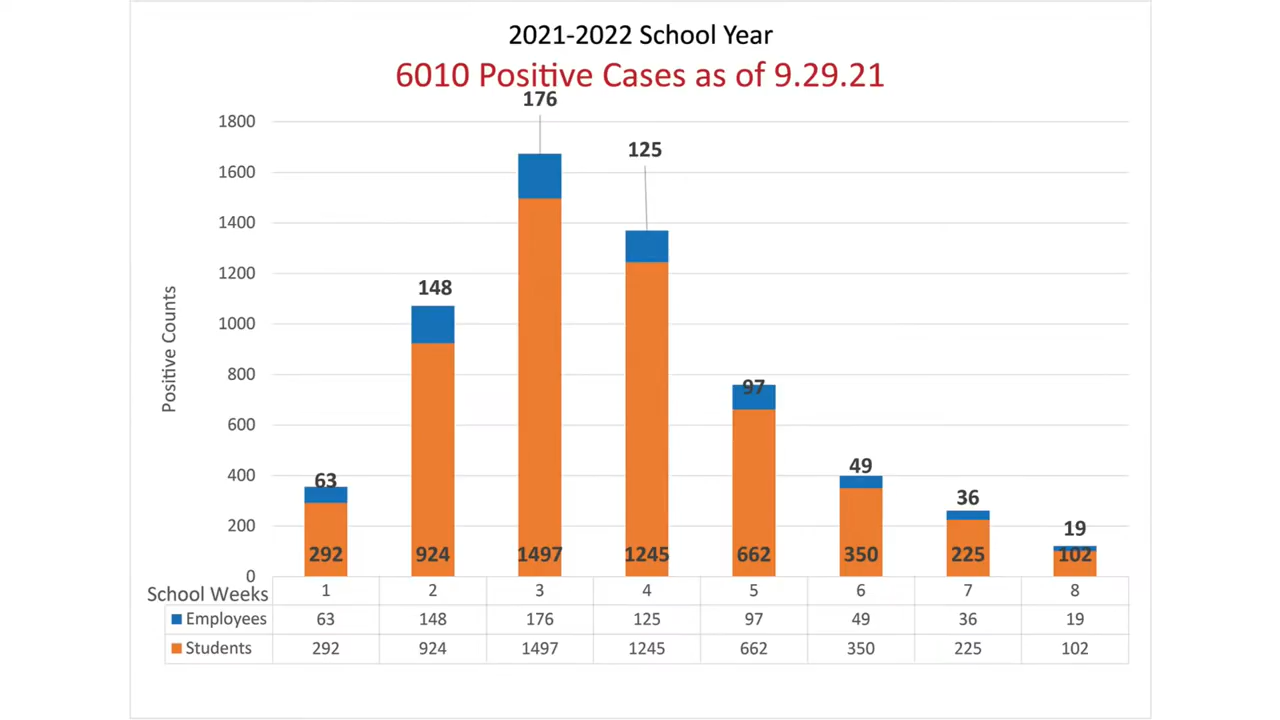 2021-2022 School Year
6010 Positive Cases as of 9.29.21
176
125
148
97
63
49
36
19
292 924 1497 1245 662 350 225 102
1800
1600
1400
1200
1000
800
600
400
200
0
Positive Counts
School Weeks 1 2 3 4 5 6 7 8
Employees 63 148 176 125 97 49 36 19
Students 292 924 1497 1245 662 350 225 102